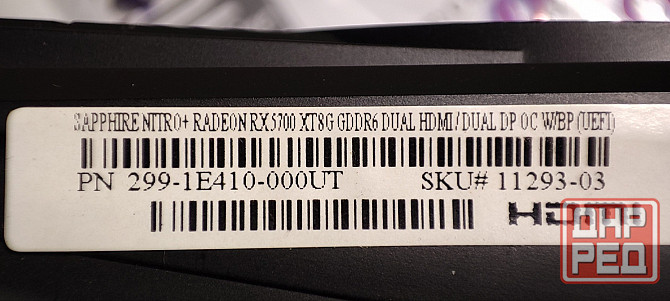 SAPPHIRE NITRO+ RADEON RX 5700 XT 8G GDDR6 DUAL HDMI / DUAL DP OC W/BP (UEFI)
PN 299-1E410-000UT SKU# 11293-03
ДНР
РЕД